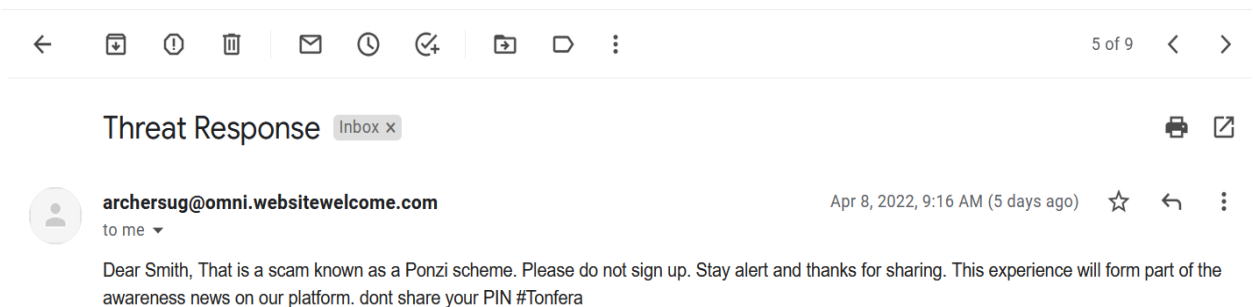 5 of 9
Threat Response Inbox x
archersug@omni.websitewelcome.com Apr 8, 2022, 9:16 AM (5 days ago)
to me
Dear Smith, That is a scam known as a Ponzi scheme. Please do not sign up. Stay alert and thanks for sharing. This experience will form part of the
awareness news on our platform. dont share your PIN #Tonfera